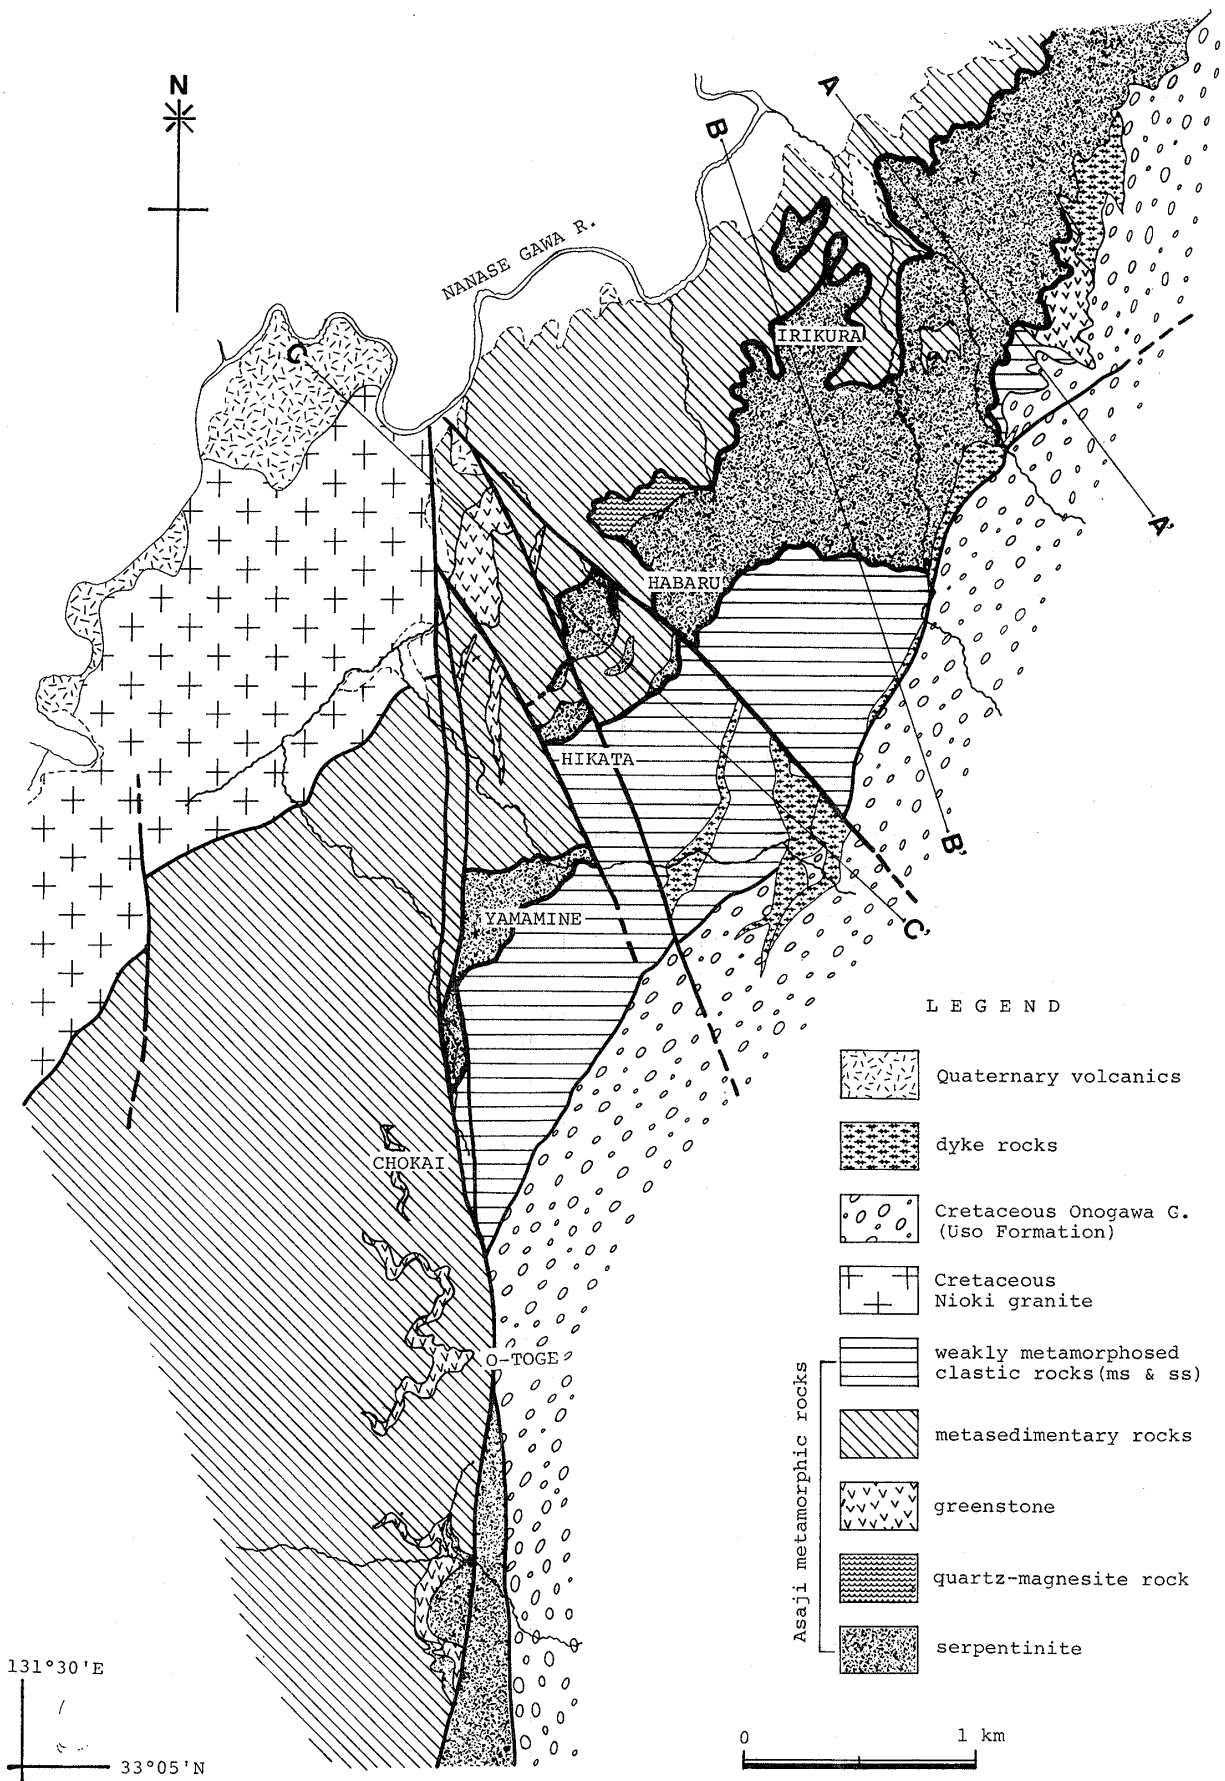 N
A
B
NANASE GAWA R.
C
IRIKURA
A'
HABARU
HIKATA
B'
YAMAMINE
C'
CHOKAI
O-TOGE
LEGEND
Quaternary volcanics
dyke rocks
Cretaceous Onogawa G.
(Uso Formation)
Cretaceous
Nioki granite
weakly metamorphosed
clastic rocks(ms & ss)
metasedimentary rocks
greenstone
quartz-magnesite rock
serpentinite
Asaji metamorphic rocks
131°30'E
33°05'N
0 1 km